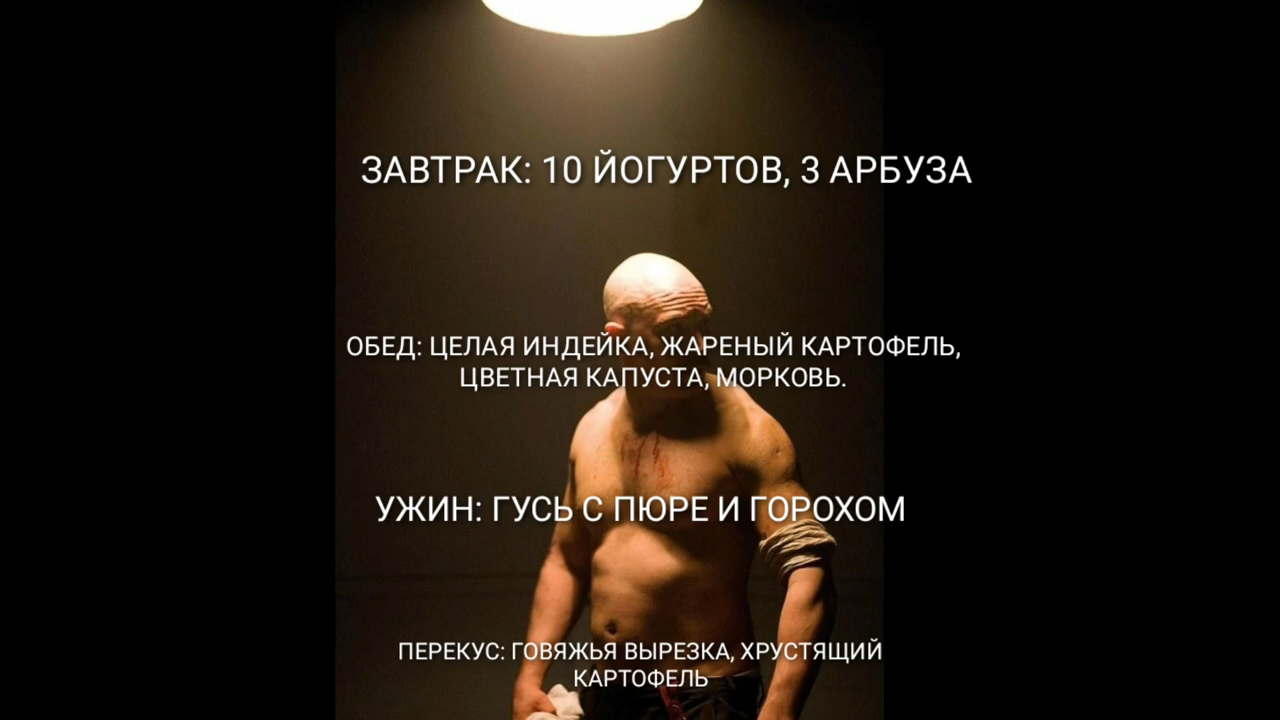 ЗАВТРАК: 10 ЙОГУРТОВ, 3 АРБУЗА
ОБЕД: ЦЕЛАЯ ИНДЕЙКА, ЖАРЕНЫЙ КАРТОФЕЛЬ,
ЦВЕТНАЯ КАПУСТА, МОРКОВЬ.
УЖИН: ГУСЬ С ПЮРЕ И ГОРОХОМ
ПЕРЕКУС: ГОВЯЖЬЯ ВЫРЕЗКА, ХРУСТЯЩИЙ
КАРТОФЕЛЬ